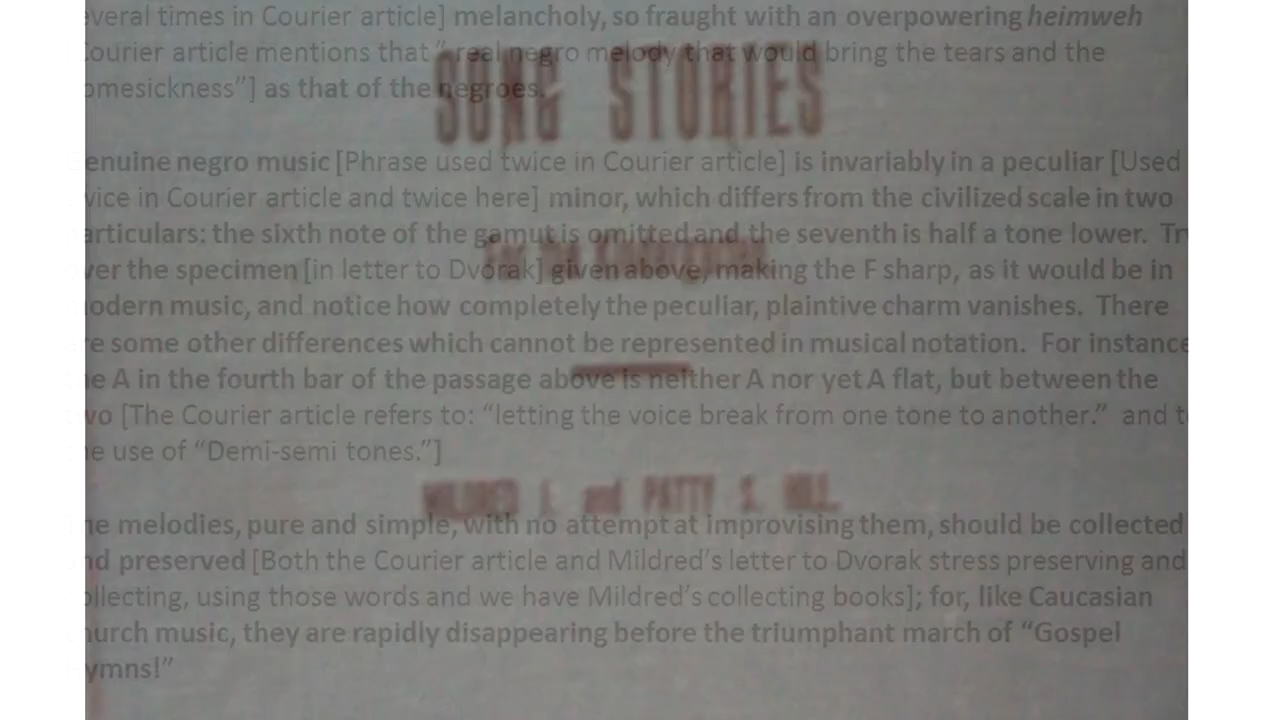 everal times in Courier article] melancholy, so fraught with an overpowering heimweh
Courier article mentions that " real negro melody that would bring the tears and the
omesickness"] as that of the negroes.
SONG STORIES
enuine negro music [Phrase used twice in Courier article] is invariably in a peculiar [Used
wice in Courier article and twice here] minor, which differs from the civilized scale in two
articulars: the sixth note of the gamut is omitted and the seventh is half a tone lower. Tr
ver the specimen [in letter to Dvorak] given above, making the F sharp, as it would be in
For the Kindergarten
odern music, and notice how completely the peculiar, plaintive charm vanishes. There
re some other differences which cannot be represented in musical notation. For instance
he A in the fourth bar of the passage above is neither A nor yet A flat, but between the
wo [The Courier article refers to: "letting the voice break from one tone to another." and t
he use of "Demi-semi tones."]
MILDRED J. and PATTY S. HILL.
he melodies, pure and simple, with no attempt at improvising them, should be collected
nd preserved [Both the Courier article and Mildred's letter to Dvorak stress preserving and
ollecting, using those words and we have Mildred's collecting books]; for, like Caucasian
hurch music, they are rapidly disappearing before the triumphant march of "Gospel
ymns!"